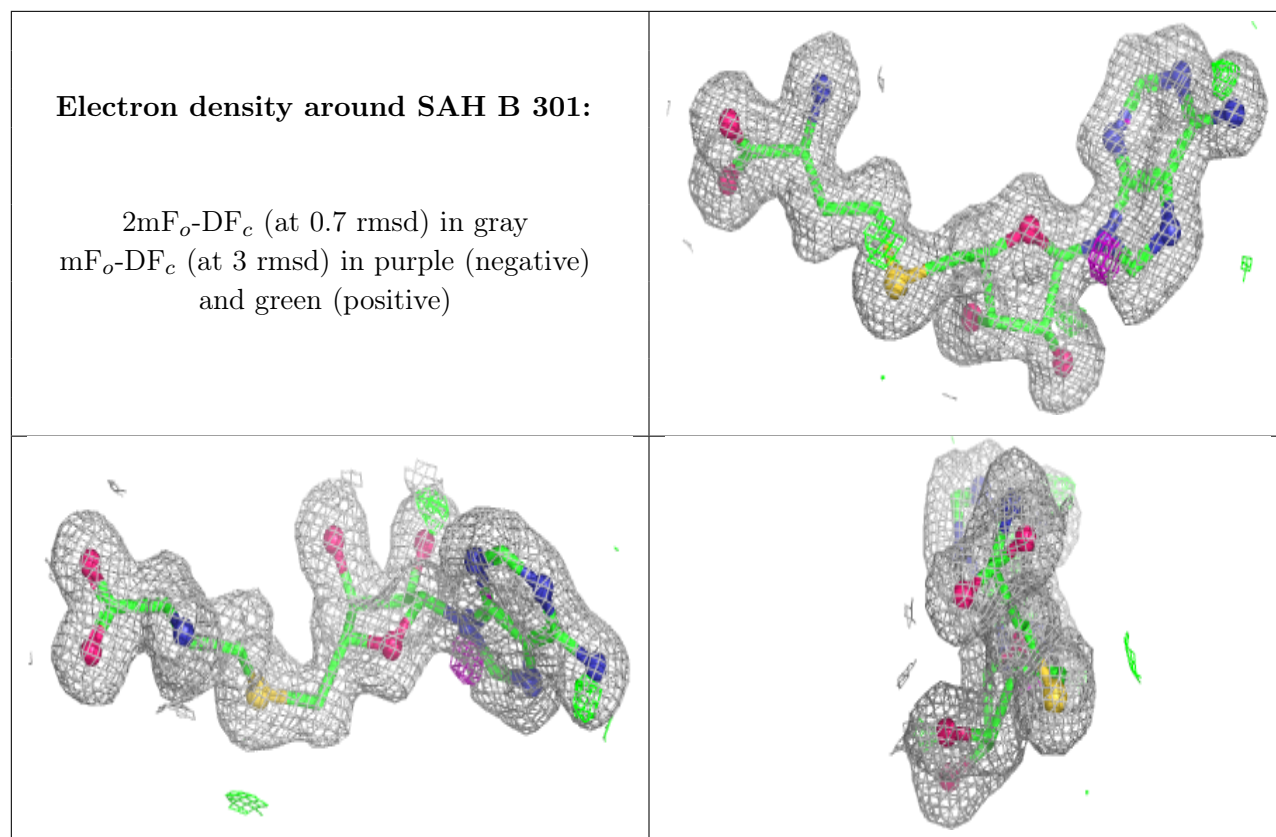 Electron density around SAH B 301:
2mFo-DFc (at 0.7 rmsd) in gray
mFo-DFc (at 3 rmsd) in purple (negative)
and green (positive)